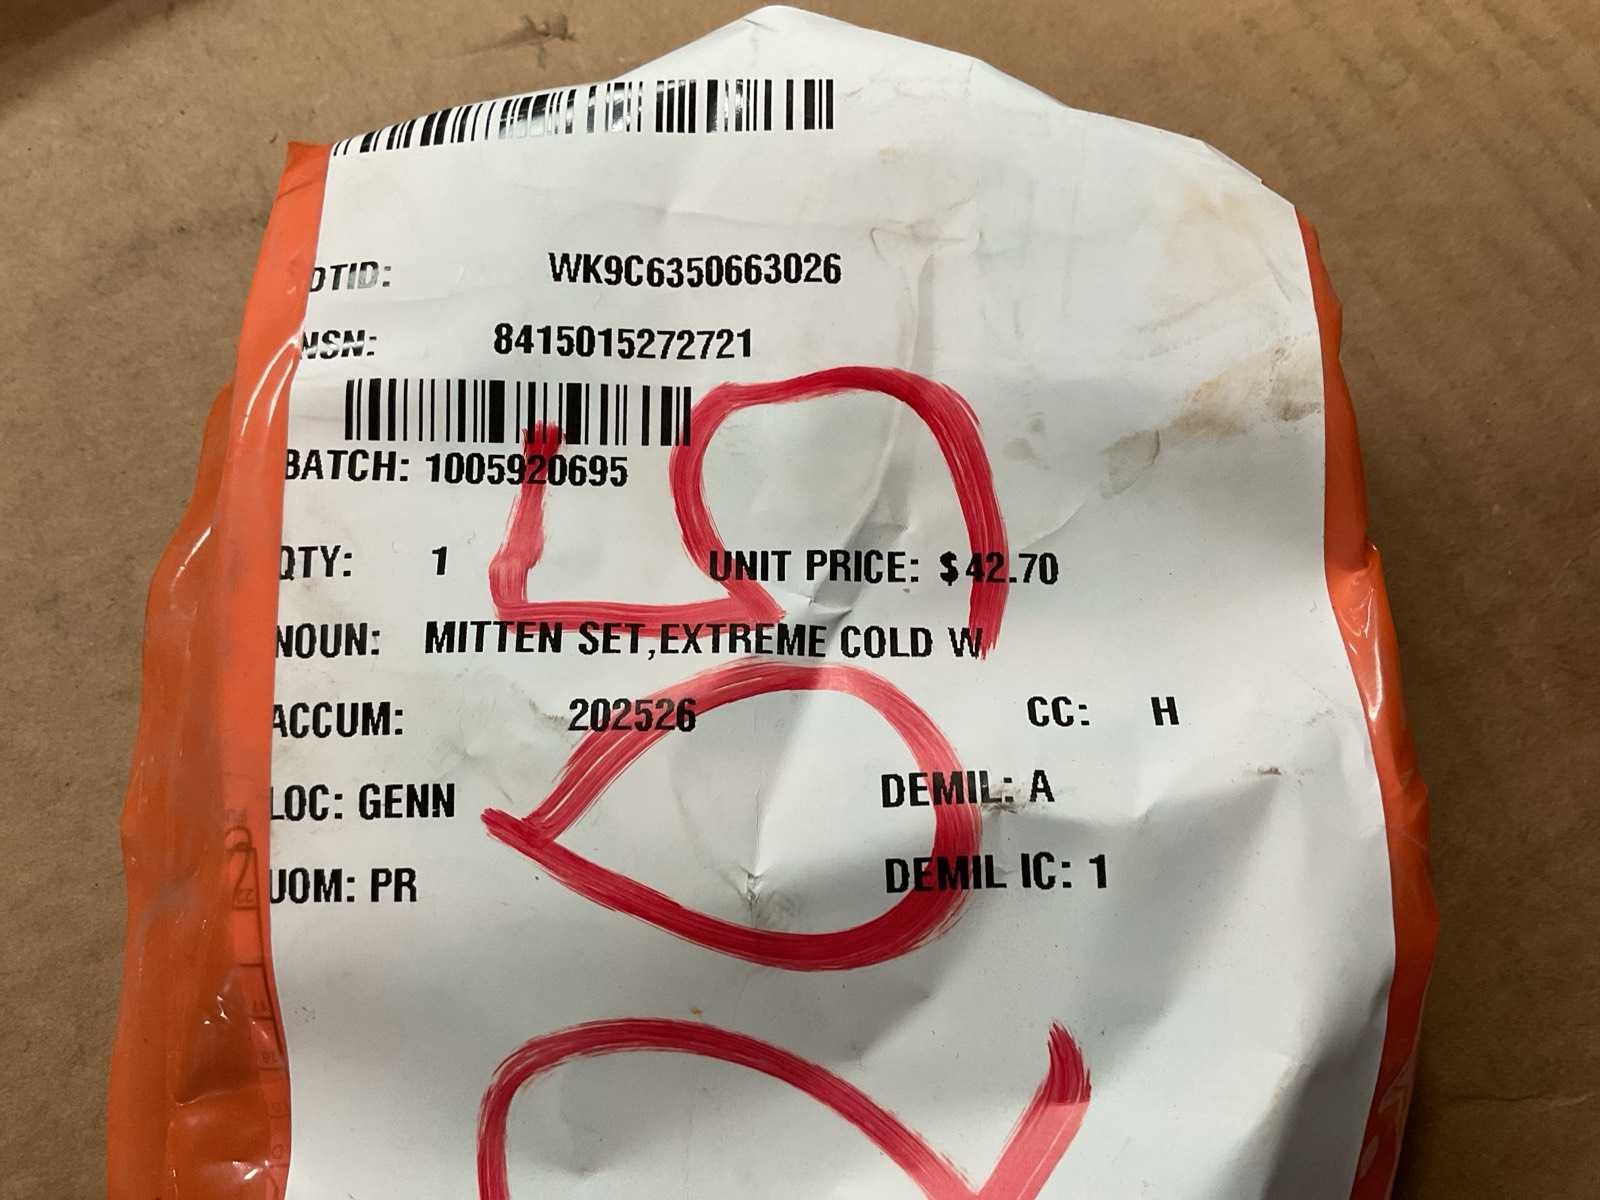 DTID: WK9C6350663026
NSN: 8415015272721
BATCH: 1005920695
QTY: 1 UNIT PRICE: $42.70
NOUN: MITTEN SET,EXTREME COLD W
ACCUM: 202526 CC: H
LOC: GENN DEMIL: A
UOM: PR DEMIL IC: 1